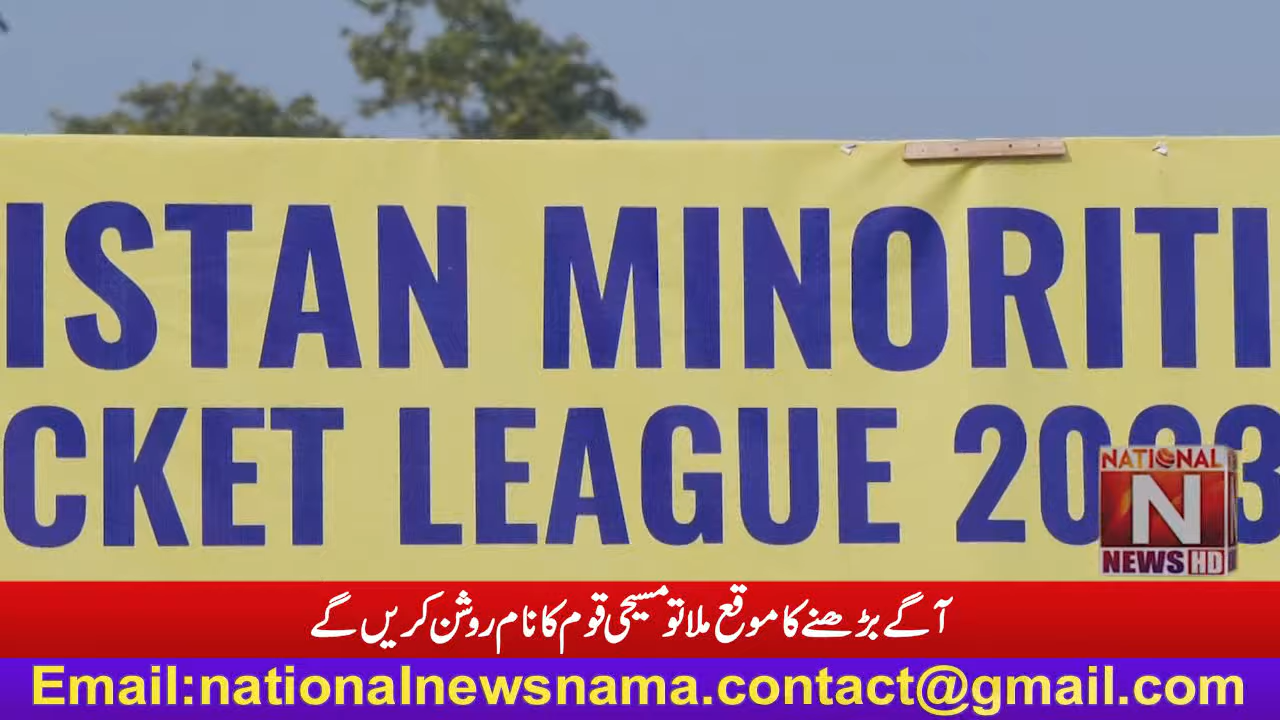 ISTAN MINORITI
CKET LEAGUE 2023
NATIONAL
N
NEWS HD
آگے بڑھنے کا موقع ملا تو مسیحی قوم کا نام روشن کریں گے
Email:nationalnewsnama.contact@gmail.com